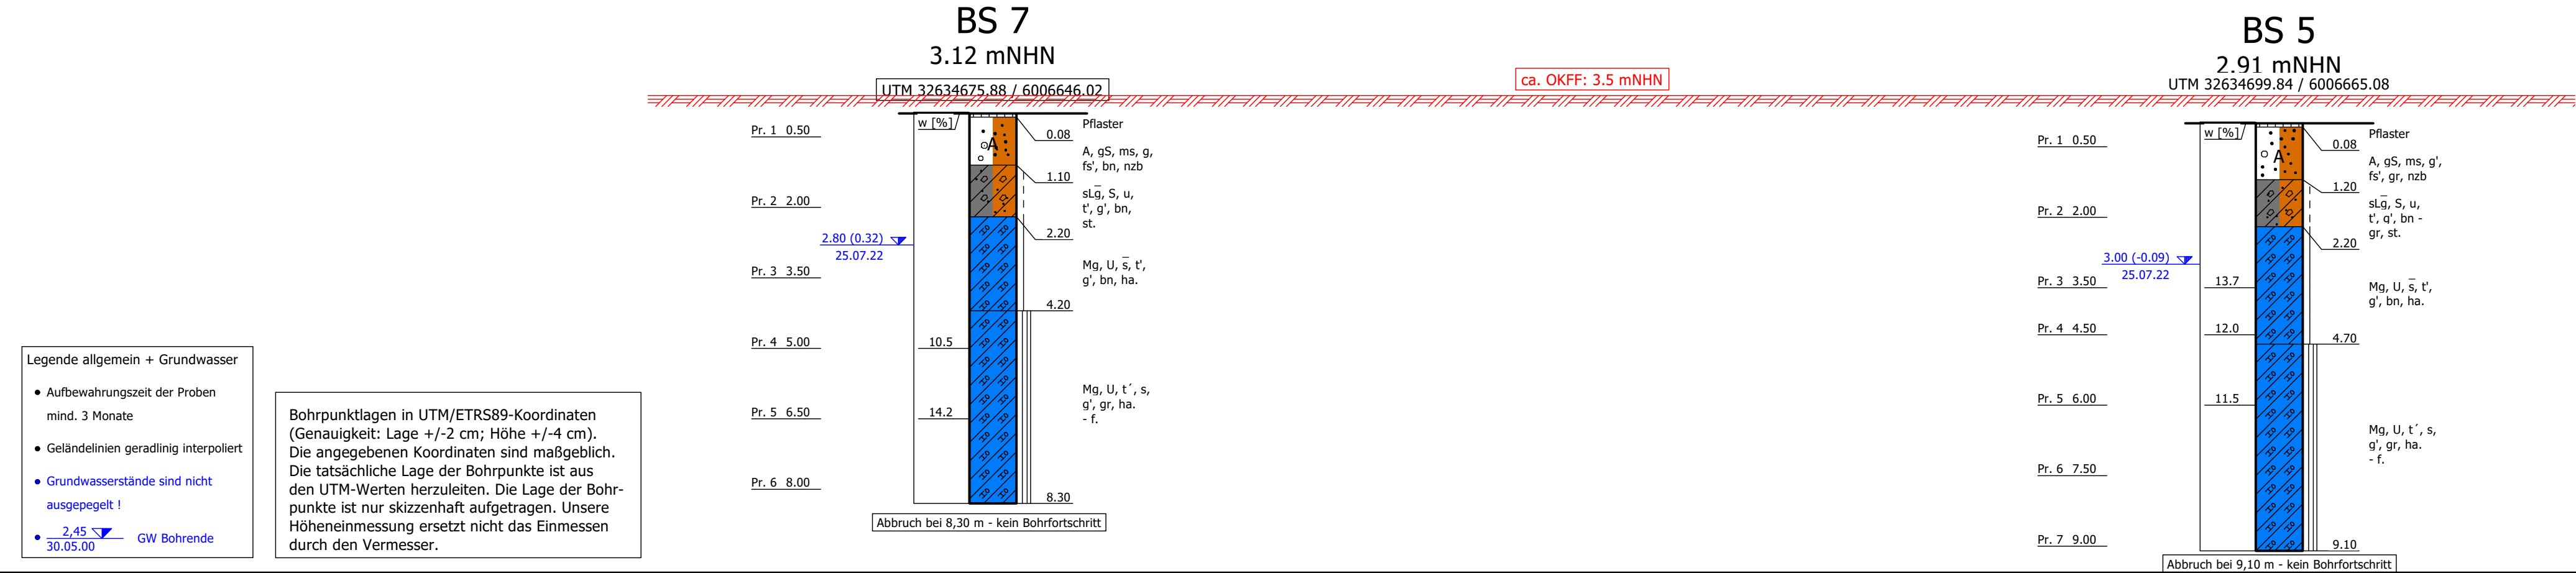 BS 7
3.12 mNHN
UTM 32634675.88 / 6006646.02
w [%]
Pr. 1 0.50
Pr. 2 2.00
2.80 (0.32)
25.07.22
Pr. 3 3.50
Pr. 4 5.00
10.5
Pr. 5 6.50
14.2
Pr. 6 8.00
A
0.08
1.10
2.20
4.20
8.30
Pflaster
A, gS, ms, g,
fs', bn, nzb
sLg̅, S, u,
t', g', bn,
st.
Mg, U, s̅, t',
g', bn, ha.
Mg, U, t´, s,
g', gr, ha.
- f.
Abbruch bei 8,30 m - kein Bohrfortschritt
ca. OKFF: 3.5 mNHN
BS 5
2.91 mNHN
UTM 32634699.84 / 6006665.08
w [%]
Pr. 1 0.50
Pr. 2 2.00
3.00 (-0.09)
25.07.22
Pr. 3 3.50
13.7
Pr. 4 4.50
12.0
Pr. 5 6.00
11.5
Pr. 6 7.50
Pr. 7 9.00
A
0.08
1.20
2.20
4.70
9.10
Pflaster
A, gS, ms, g',
fs', gr, nzb
sLg̅, S, u,
t', g', bn -
gr, st.
Mg, U, s̅, t',
g', bn, ha.
Mg, U, t´, s,
g', gr, ha.
- f.
Abbruch bei 9,10 m - kein Bohrfortschritt
Legende allgemein + Grundwasser
• Aufbewahrungszeit der Proben
mind. 3 Monate
• Geländelinien geradlinig interpoliert
• Grundwasserstände sind nicht
ausgepegelt !
• 2,45 GW Bohrende
30.05.00
Bohrpunktlagen in UTM/ETRS89-Koordinaten
(Genauigkeit: Lage +/-2 cm; Höhe +/-4 cm).
Die angegebenen Koordinaten sind maßgeblich.
Die tatsächliche Lage der Bohrpunkte ist aus
den UTM-Werten herzuleiten. Die Lage der Bohr-
punkte ist nur skizzenhaft aufgetragen. Unsere
Höheneinmessung ersetzt nicht das Einmessen
durch den Vermesser.